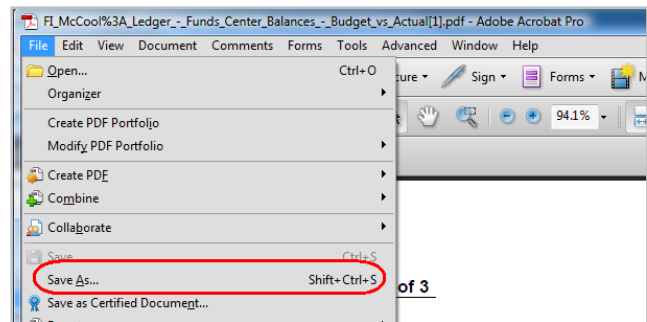 FI_McCool%3A_Ledger_-_Funds_Center_Balances_-_Budget_vs_Actual[1].pdf - Adobe Acrobat Pro
File Edit View Document Comments Forms Tools Advanced Window Help
Open... Ctrl+O
Sign Forms
Organizer
94.1%
Create PDF Portfolio
Modify PDF Portfolio
Create PDF
Combine
Collaborate
Save Ctrl+S
Save As... Shift+Ctrl+S
of 3
Save as Certified Document...